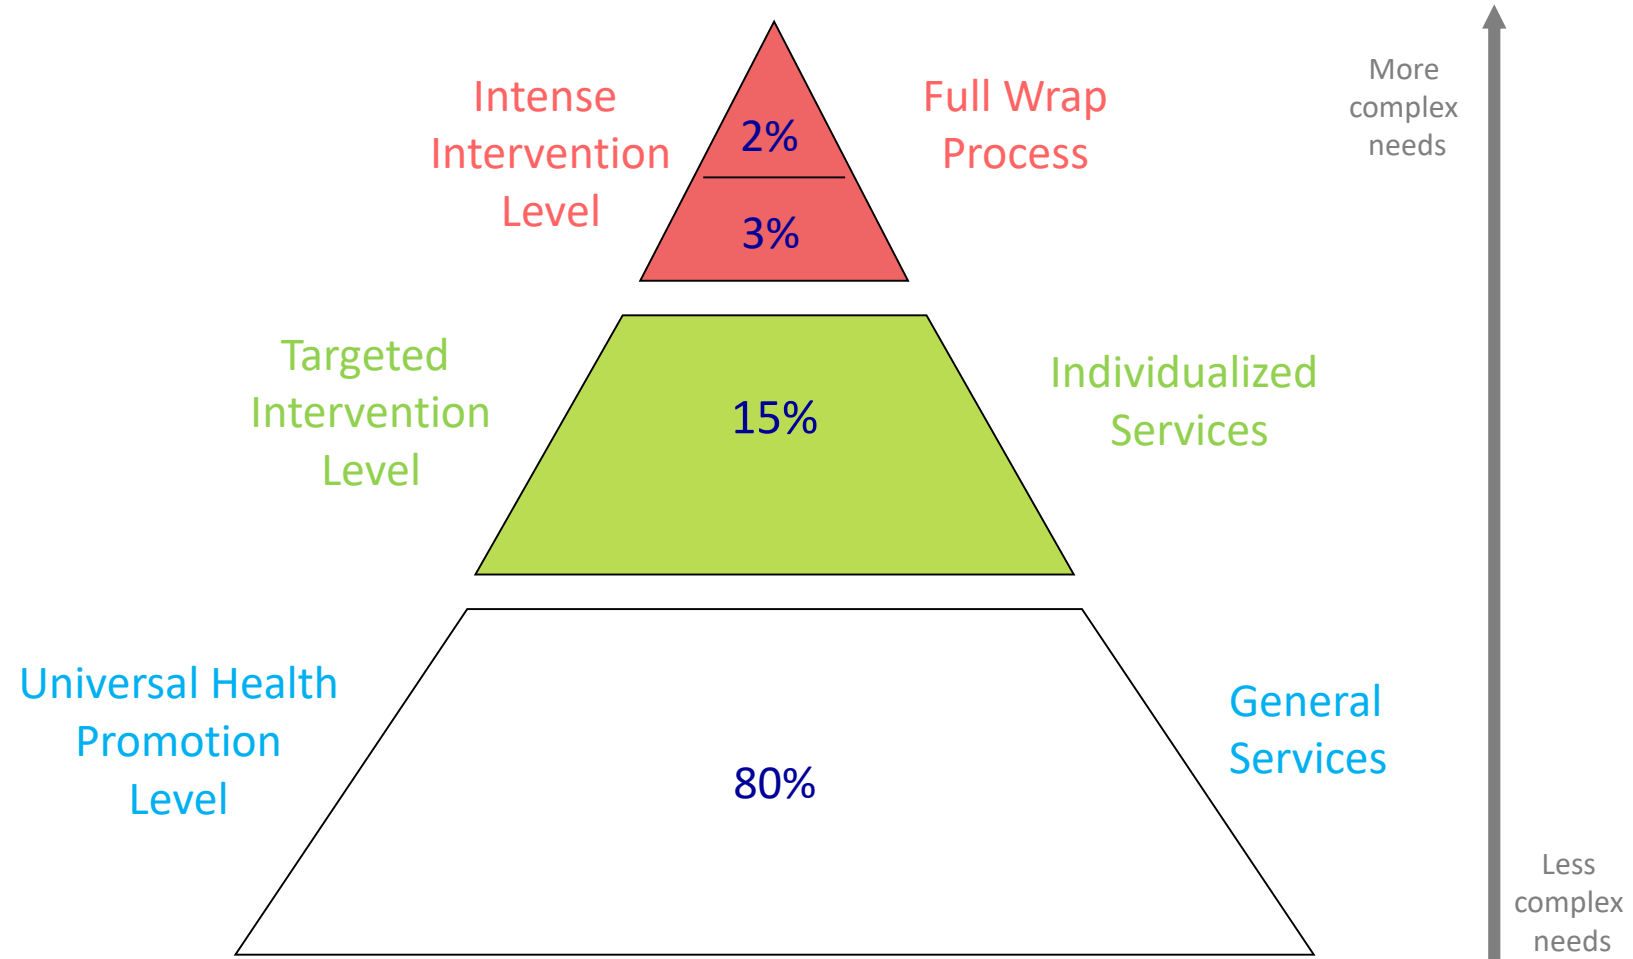 Intense
Intervention
Level
2%
3%
Full Wrap
Process
More
complex
needs
Targeted
Intervention
Level
15%
Individualized
Services
Universal Health
Promotion
Level
80%
General
Services
Less
complex
needs